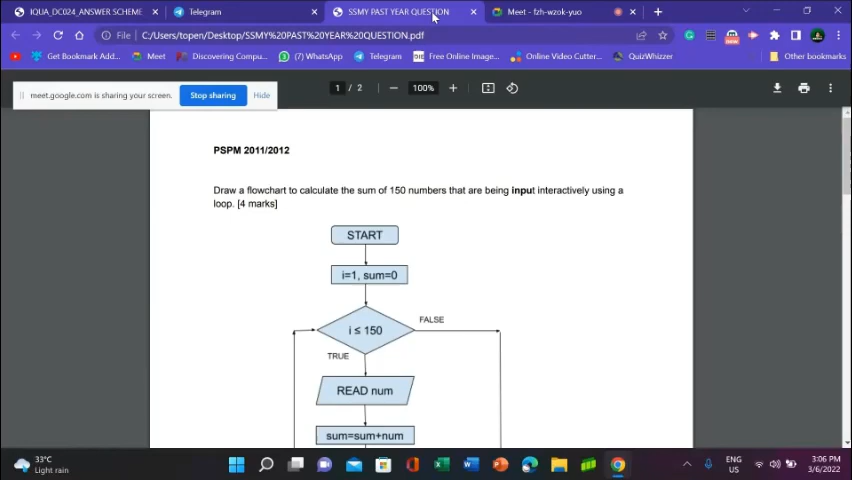 IQUA_DC024_ANSWER SCHEME
Telegram
SSMY PAST YEAR QUESTION
Meet - fzh-wzok-yuo
File
C:/Users/topen/Desktop/SSMY%20PAST%20YEAR%20QUESTION.pdf
Get Bookmark Add...
Meet
Discovering Compu...
(7) WhatsApp
Telegram
Free Online Image...
Online Video Cutter...
QuizWhizzer
Other bookmarks
meet.google.com is sharing your screen.
Stop sharing
Hide
1 / 2
100%
PSPM 2011/2012
Draw a flowchart to calculate the sum of 150 numbers that are being input interactively using a
loop. [4 marks]
START
i=1, sum=0
i ≤ 150
FALSE
TRUE
READ num
sum=sum+num
33°C
Light rain
ENG
US
3:06 PM
3/6/2022